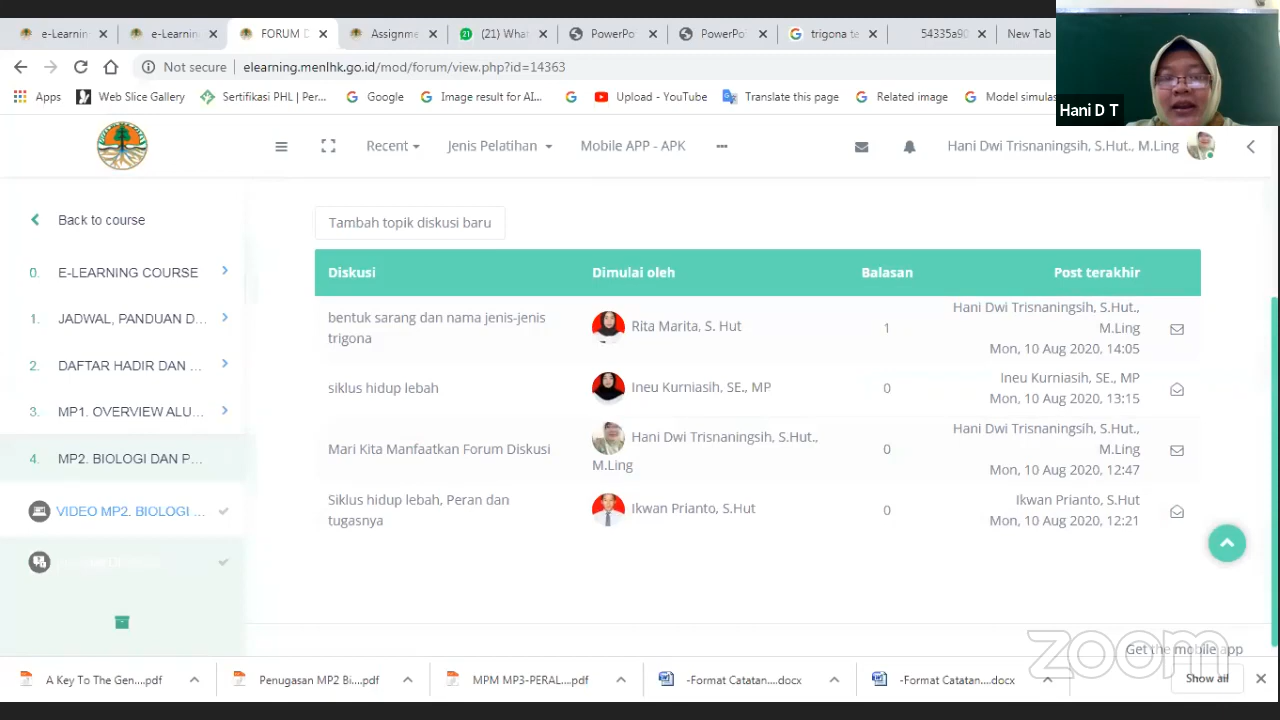 e-Learnin
e-Learnin
FORUM D
Assignme
(21) What
PowerPo
PowerPo
trigona te
54335a90
New Tab
Not secure
elearning.menlhk.go.id/mod/forum/view.php?id=14363
Apps
Web Slice Gallery
Sertifikasi PHL | Per...
Google
Image result for AI...
Upload - YouTube
Translate this page
Related image
Model simulas
Hani D T
Recent
Jenis Pelatihan
Mobile APP - APK
Hani Dwi Trisnaningsih, S.Hut., M.Ling
Back to course
0. E-LEARNING COURSE
1. JADWAL, PANDUAN D...
2. DAFTAR HADIR DAN ...
3. MP1. OVERVIEW ALU...
4. MP2. BIOLOGI DAN P...
VIDEO MP2. BIOLOGI ...
Tambah topik diskusi baru
Diskusi Dimulai oleh Balasan Post terakhir
bentuk sarang dan nama jenis-jenis
trigona
Rita Marita, S. Hut
1
Hani Dwi Trisnaningsih, S.Hut.,
M.Ling
Mon, 10 Aug 2020, 14:05
siklus hidup lebah
Ineu Kurniasih, SE., MP
0
Ineu Kurniasih, SE., MP
Mon, 10 Aug 2020, 13:15
Mari Kita Manfaatkan Forum Diskusi
Hani Dwi Trisnaningsih, S.Hut.,
M.Ling
0
Hani Dwi Trisnaningsih, S.Hut.,
M.Ling
Mon, 10 Aug 2020, 12:47
Siklus hidup lebah, Peran dan
tugasnya
Ikwan Prianto, S.Hut
0
Ikwan Prianto, S.Hut
Mon, 10 Aug 2020, 12:21
Get the mobile app
zoom
A Key To The Gen....pdf
Penugasan MP2 Bi....pdf
MPM MP3-PERAL....pdf
-Format Catatan....docx
-Format Catatan....docx
Show all